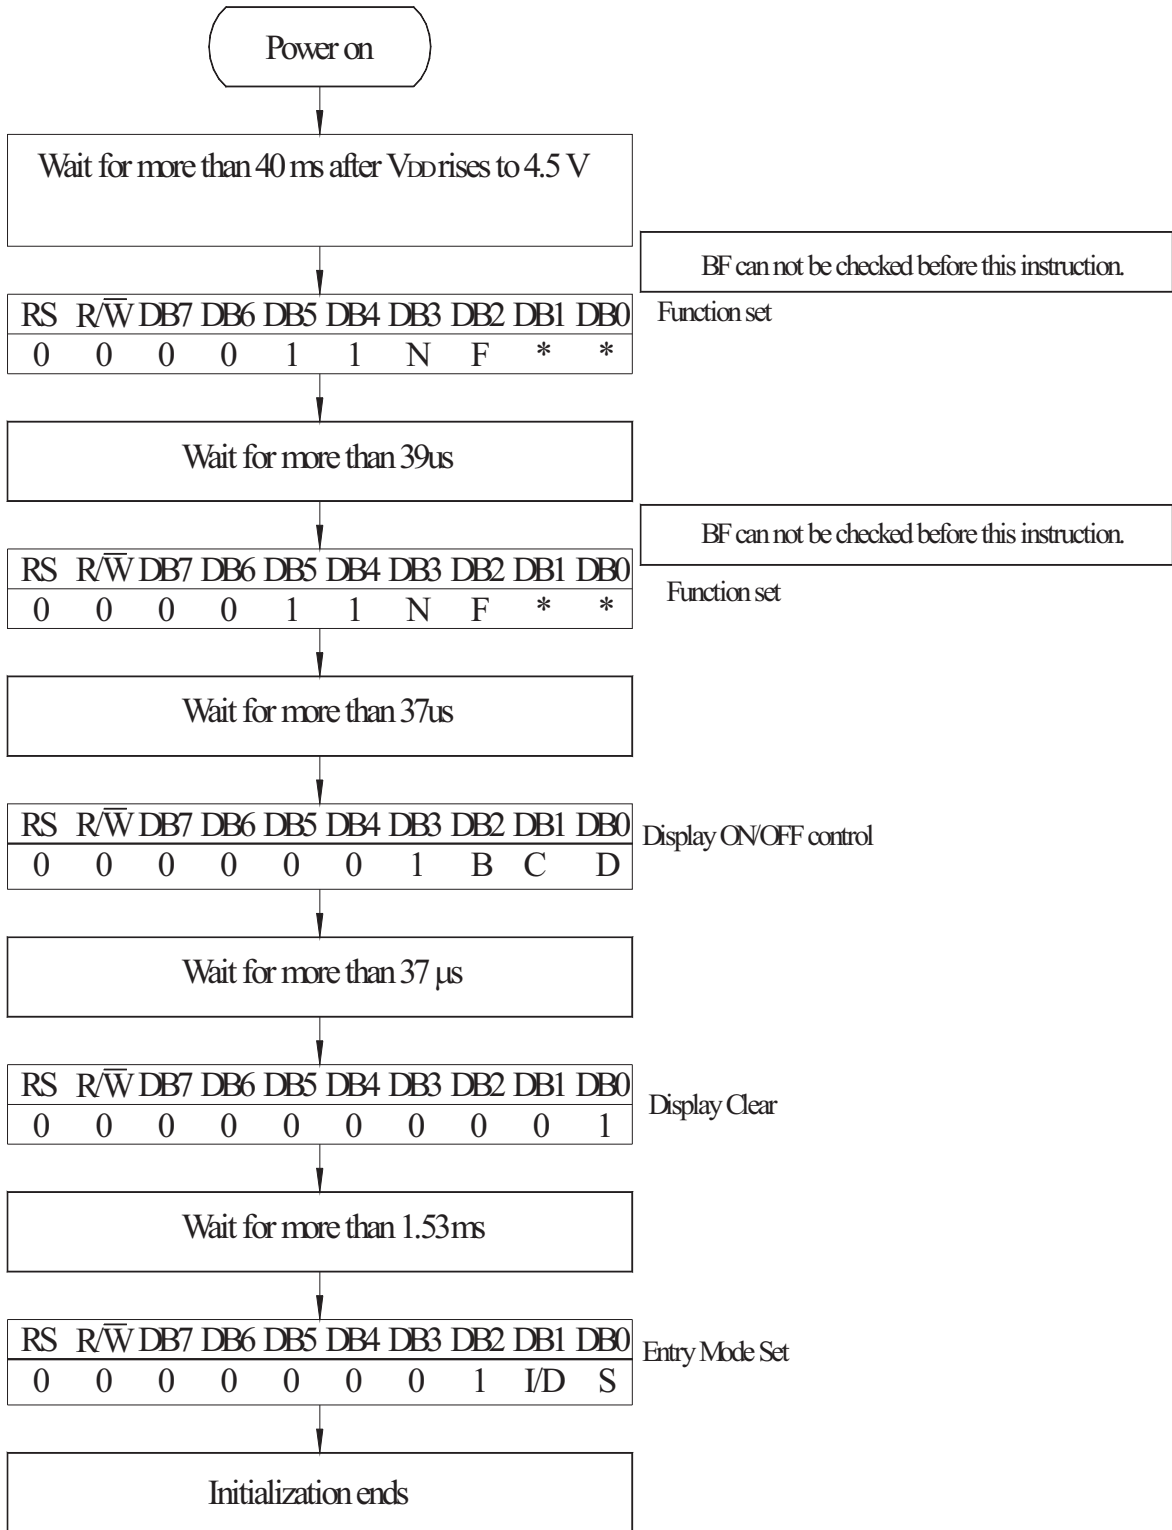 Power on
Wait for more than 40 ms after VDD rises to 4.5 V
BF can not be checked before this instruction.
RS R/W̅ DB7 DB6 DB5 DB4 DB3 DB2 DB1 DB0
Function set
0 0 0 0 1 1 N F * *
Wait for more than 39us
BF can not be checked before this instruction.
RS R/W̅ DB7 DB6 DB5 DB4 DB3 DB2 DB1 DB0
Function set
0 0 0 0 1 1 N F * *
Wait for more than 37us
RS R/W̅ DB7 DB6 DB5 DB4 DB3 DB2 DB1 DB0
Display ON/OFF control
0 0 0 0 0 0 1 B C D
Wait for more than 37 µs
RS R/W̅ DB7 DB6 DB5 DB4 DB3 DB2 DB1 DB0
Display Clear
0 0 0 0 0 0 0 0 0 1
Wait for more than 1.53ms
RS R/W̅ DB7 DB6 DB5 DB4 DB3 DB2 DB1 DB0
Entry Mode Set
0 0 0 0 0 0 0 1 I/D S
Initialization ends